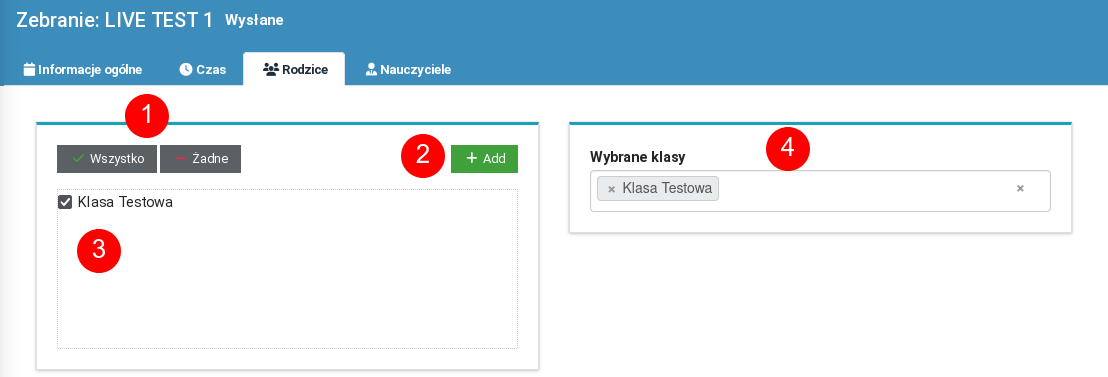 Zebranie: LIVE TEST 1 Wysłane
Informacje ogólne Czas Rodzice Nauczyciele
1
Wszystko Żadne
2
Add
Klasa Testowa
3
4
Wybrane klasy
× Klasa Testowa ×